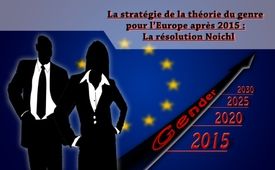 La stratégie de la théorie du genre
pour l'Europe après 2015 :
La résolution Noichl
Gender
2030
2025
2020
2015